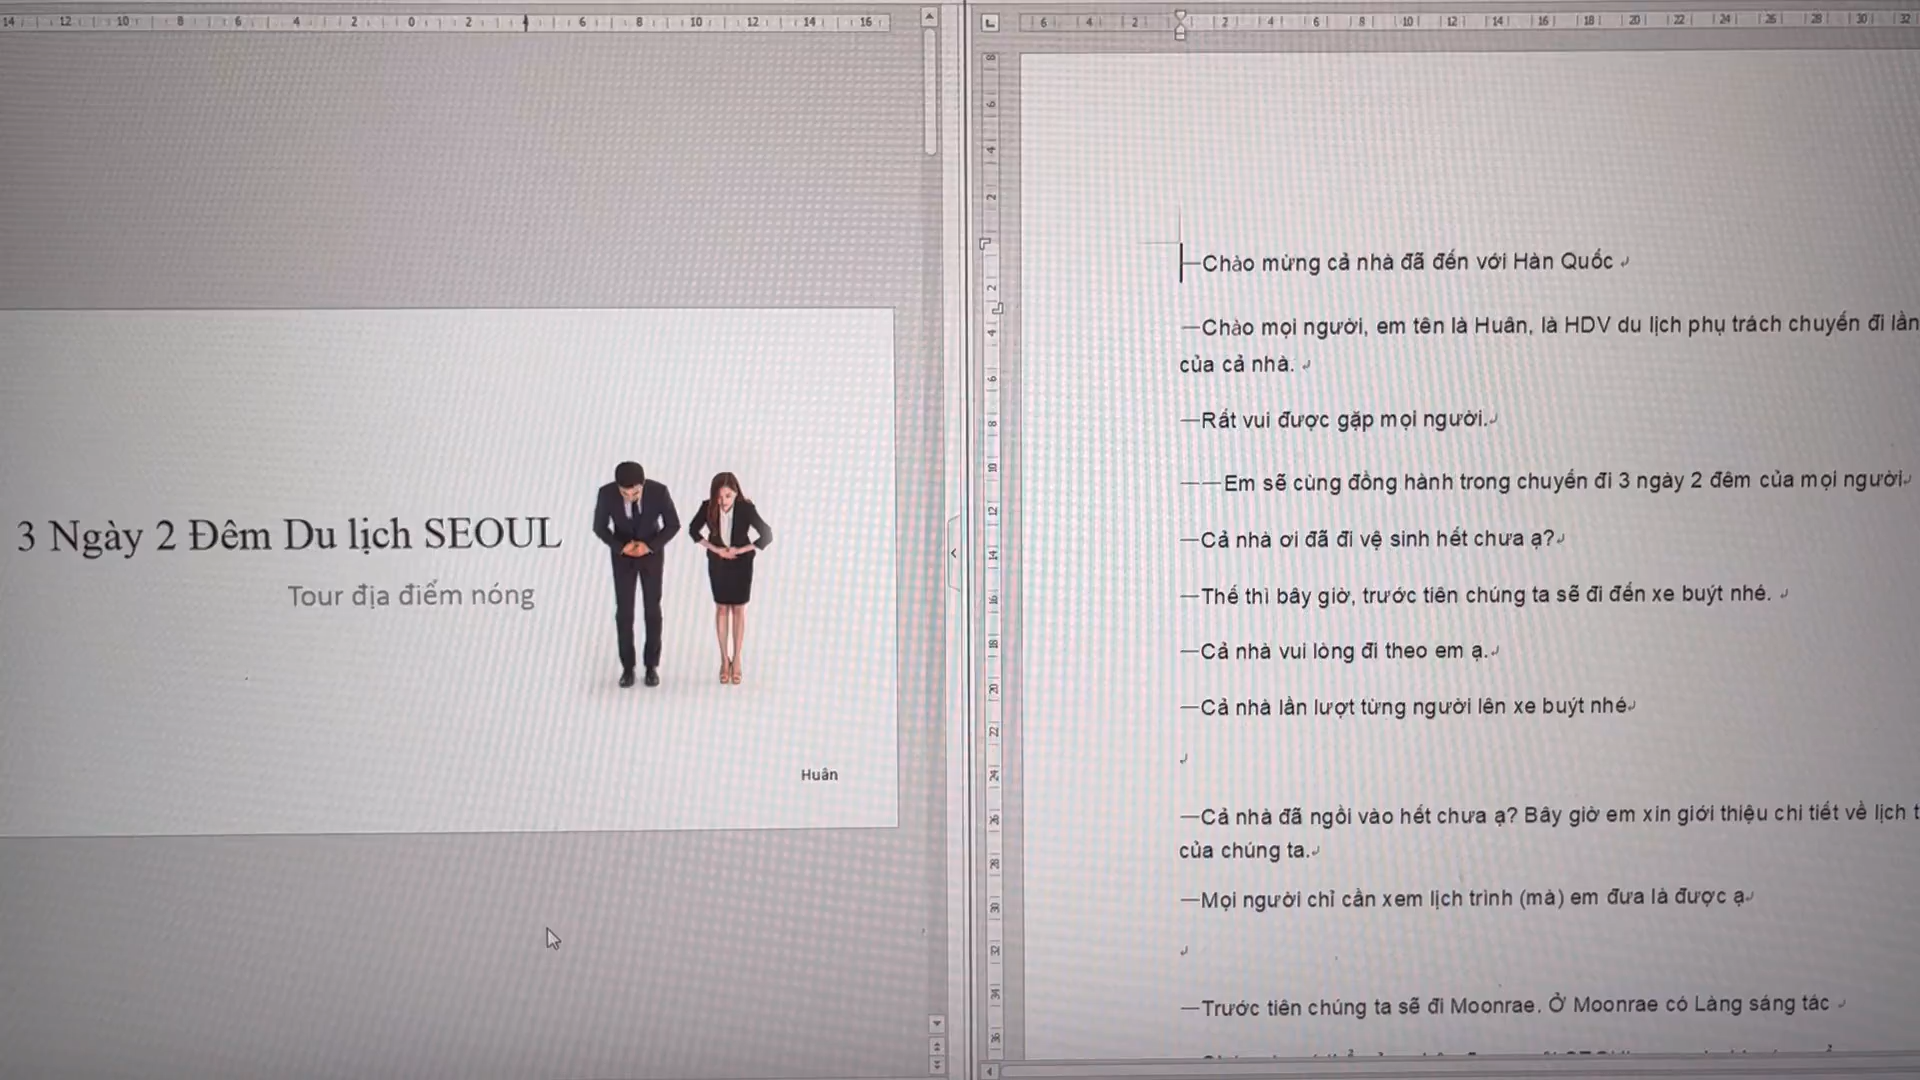 3 Ngày 2 Đêm Du lịch SEOUL
Tour địa điểm nóng
Huân
—Chào mừng cả nhà đã đến với Hàn Quốc
—Chào mọi người, em tên là Huân, là HDV du lịch phụ trách chuyến đi lần
của cả nhà.
—Rất vui được gặp mọi người.
——Em sẽ cùng đồng hành trong chuyến đi 3 ngày 2 đêm của mọi người
—Cả nhà ơi đã đi vệ sinh hết chưa ạ?
—Thế thì bây giờ, trước tiên chúng ta sẽ đi đến xe buýt nhé.
—Cả nhà vui lòng đi theo em ạ.
—Cả nhà lần lượt từng người lên xe buýt nhé
—Cả nhà đã ngồi vào hết chưa ạ? Bây giờ em xin giới thiệu chi tiết về lịch
của chúng ta.
—Mọi người chỉ cần xem lịch trình (mà) em đưa là được ạ
—Trước tiên chúng ta sẽ đi Moonrae. Ở Moonrae có Làng sáng tác